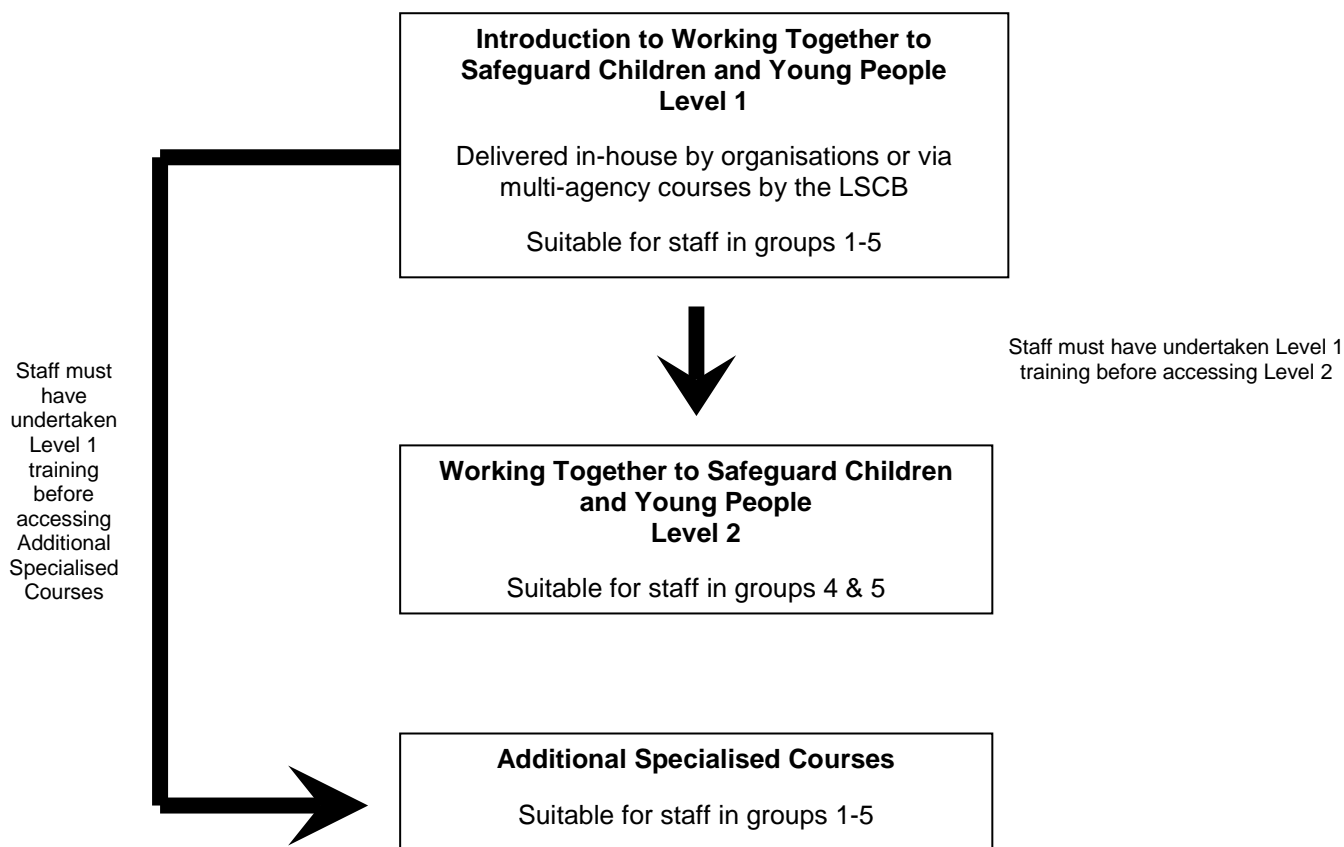 Introduction to Working Together to
Safeguard Children and Young People
Level 1
Delivered in-house by organisations or via
multi-agency courses by the LSCB
Suitable for staff in groups 1-5
Staff must have undertaken Level 1
training before accessing Level 2
Staff must
have
undertaken
Level 1
training
before
accessing
Additional
Specialised
Courses
Working Together to Safeguard Children
and Young People
Level 2
Suitable for staff in groups 4 & 5
Additional Specialised Courses
Suitable for staff in groups 1-5